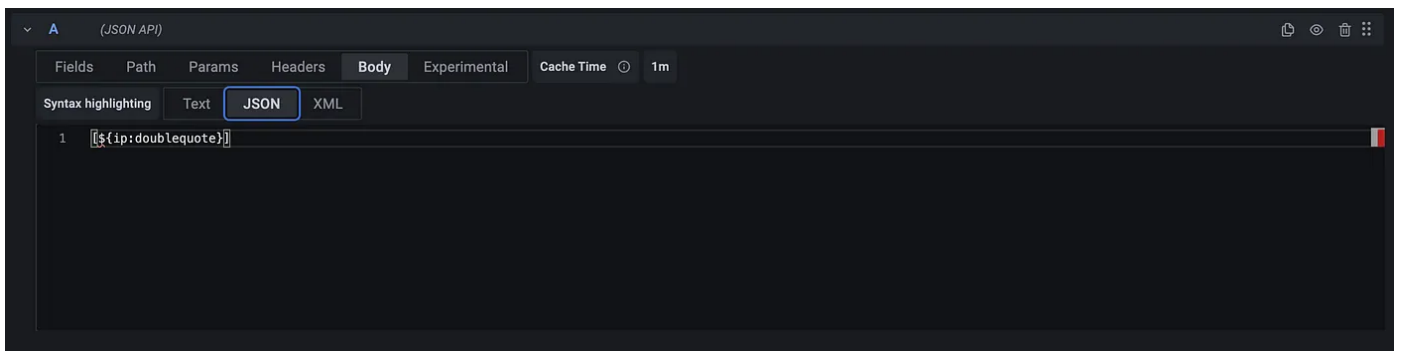 A (JSON API)
Fields Path Params Headers Body Experimental Cache Time 1m
Syntax highlighting Text JSON XML
1 [${ip:doublequote}]